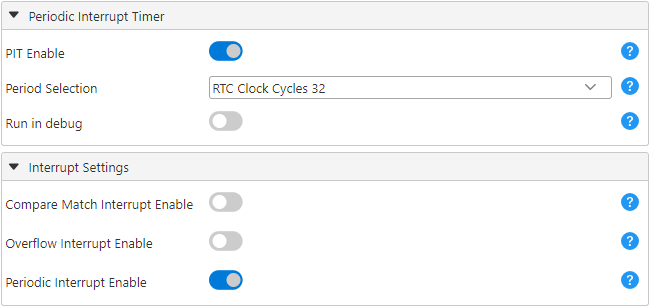 Periodic Interrupt Timer
PIT Enable
?
Period Selection RTC Clock Cycles 32
?
Run in debug
?
Interrupt Settings
Compare Match Interrupt Enable
?
Overflow Interrupt Enable
?
Periodic Interrupt Enable
?